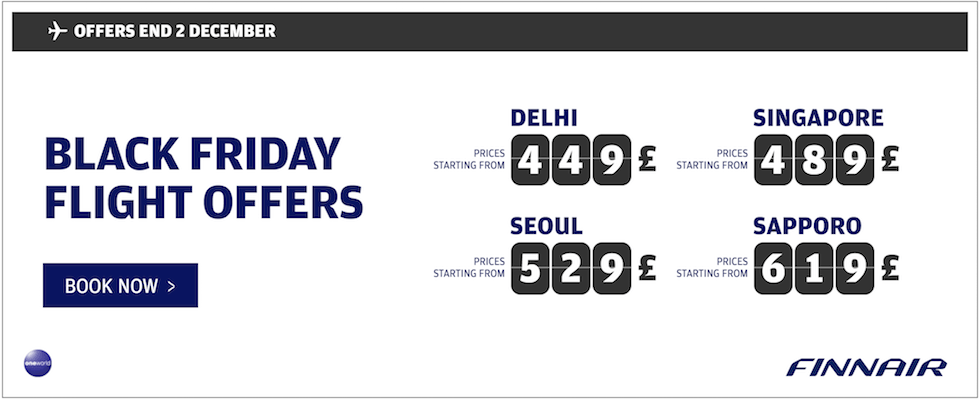 OFFERS END 2 DECEMBER
BLACK FRIDAY
FLIGHT OFFERS
BOOK NOW >
DELHI
PRICES
STARTING FROM
449£
SINGAPORE
PRICES
STARTING FROM
489£
SEOUL
PRICES
STARTING FROM
529£
SAPPORO
PRICES
STARTING FROM
619£
oneworld
FINNAIR